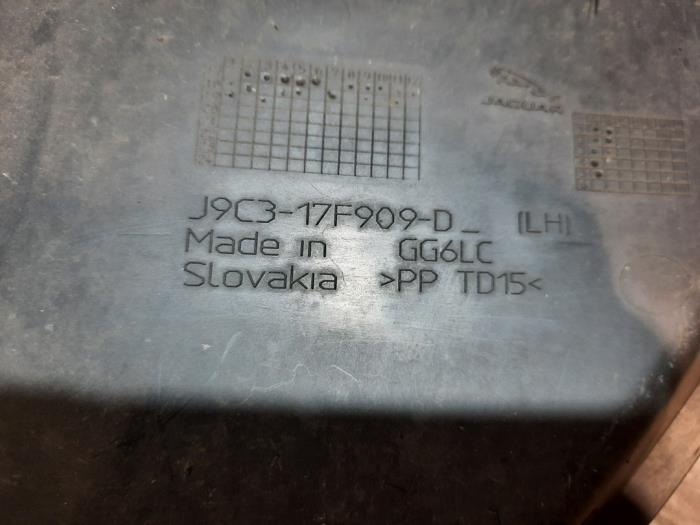 JAGUAR
J9C3-17F909-D_ (LH)
Made in GG6LC
Slovakia >PP TD15<